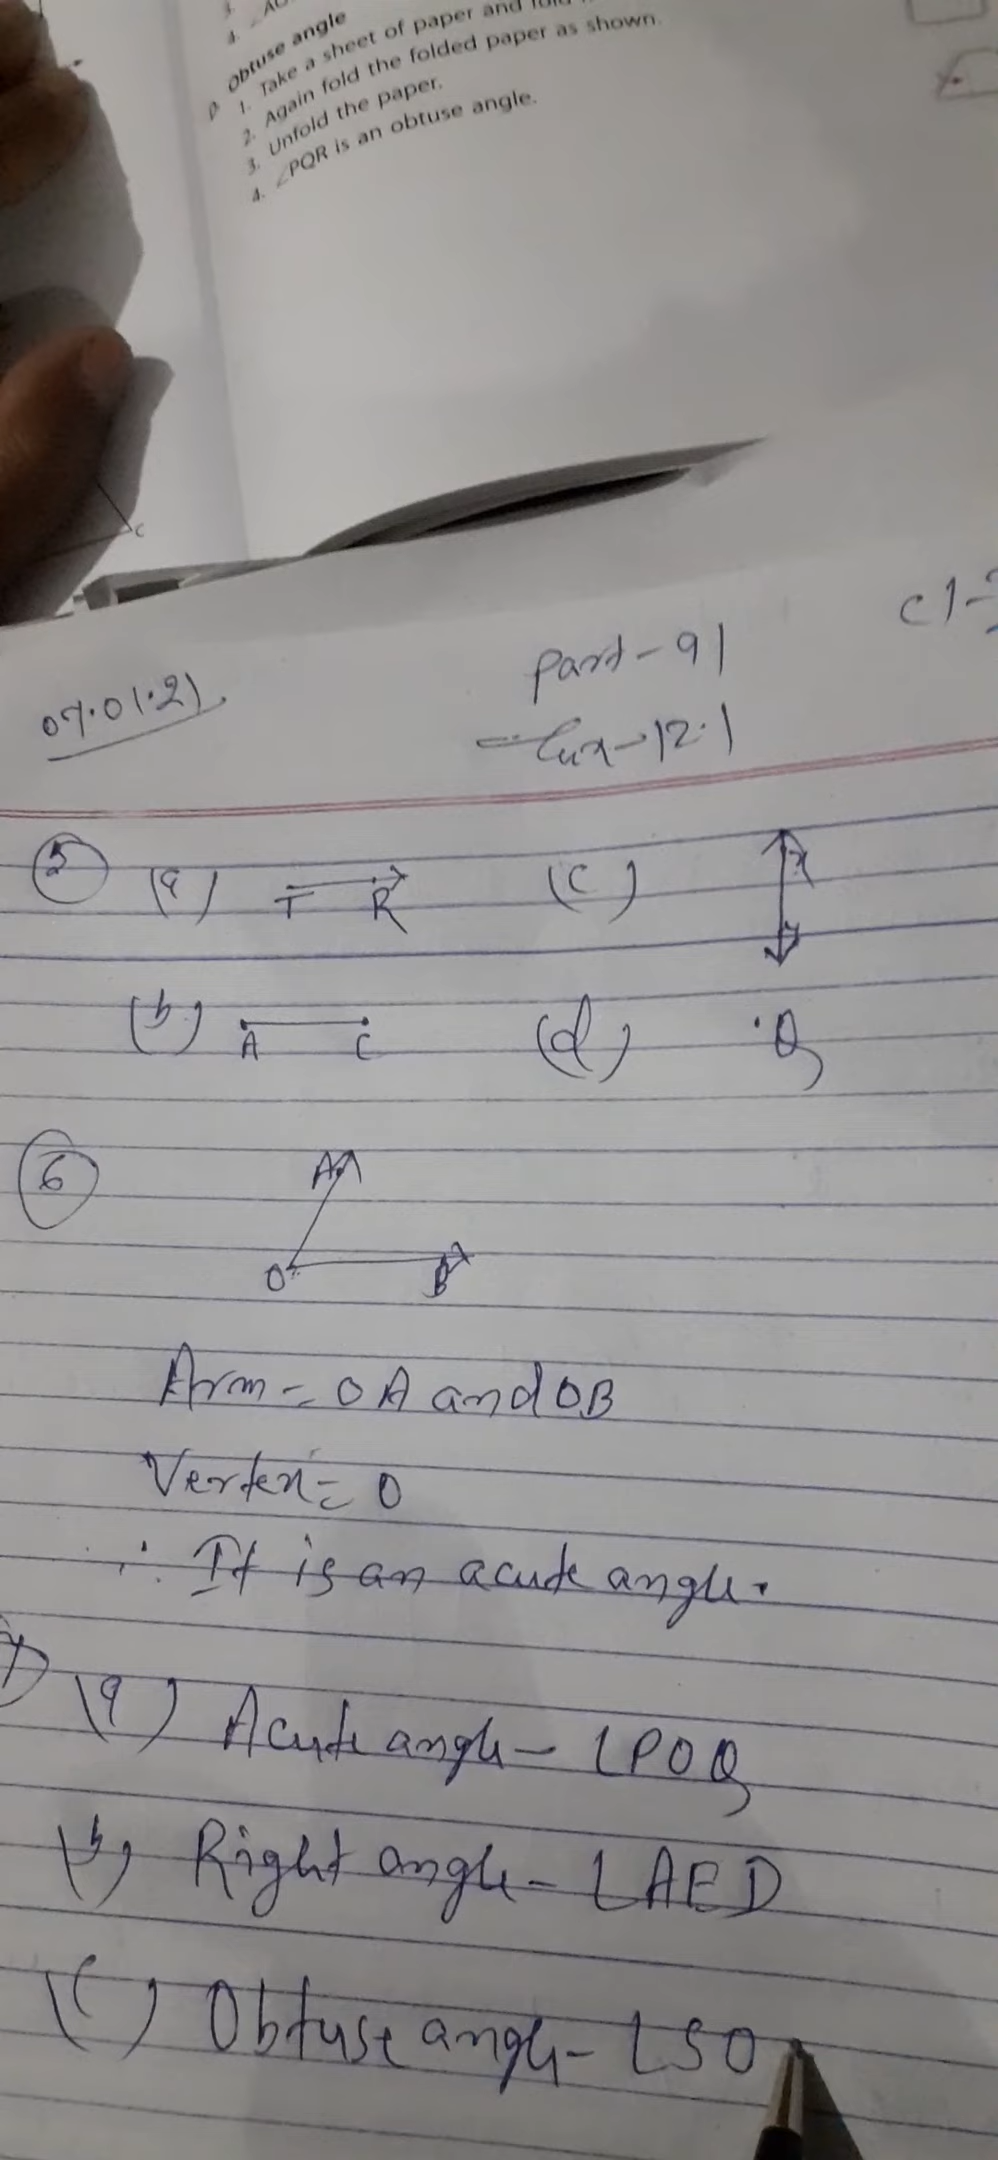 Obtuse angle
1. Take a sheet of paper and
2. Again fold the folded paper as shown.
3. Unfold the paper.
4. ∠PQR is an obtuse angle.
C
07.01.21
Part-91
12.1
5 (a) T R (c)
(b) A C (d) Q
6
A
O B
Arm = OA and OB
Vertex = O
∴ It is an acute angle.
7 (a) Acute angle - ∠POQ
(b) Right angle - ∠AED
(c) Obtuse angle - ∠SO